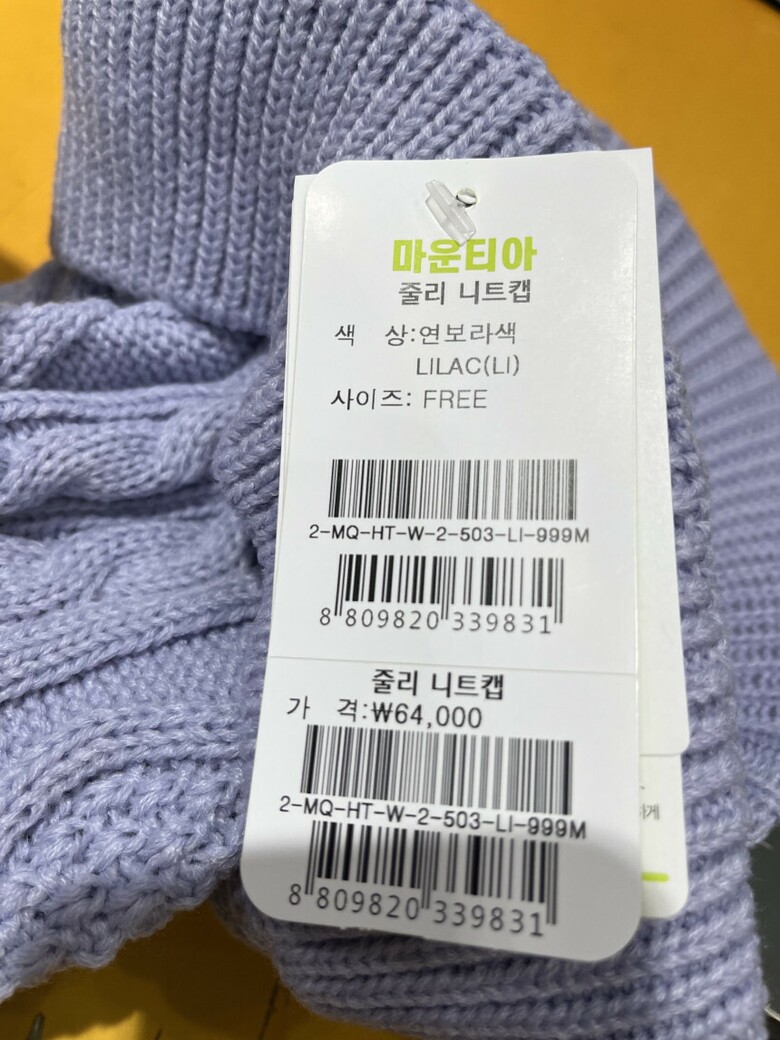 마운티아
줄리 니트캡
색 상:연보라색
LILAC(LI)
사이즈: FREE
2-MQ-HT-W-2-503-LI-999M
8 809820 339831
줄리 니트캡
가 격:₩64,000
2-MQ-HT-W-2-503-LI-999M
8 809820 339831